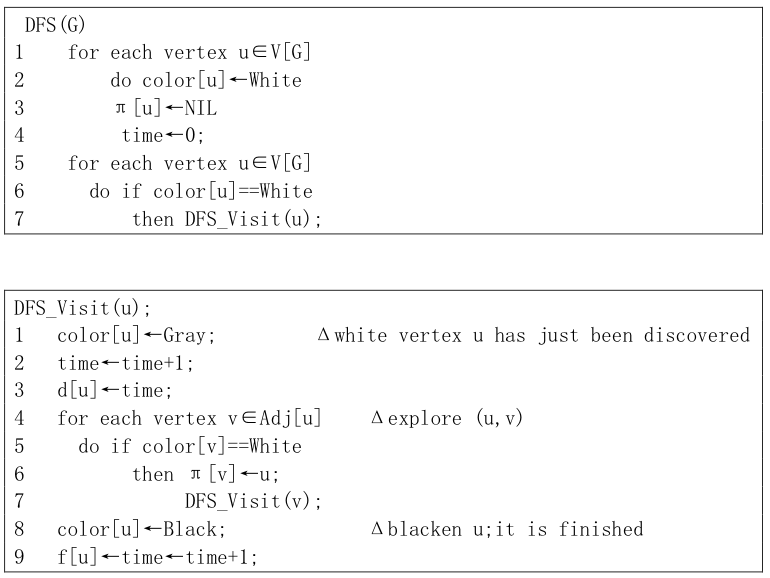 DFS(G)
1 for each vertex u∈V[G]
2 do color[u]←White
3 π[u]←NIL
4 time←0;
5 for each vertex u∈V[G]
6 do if color[u]==White
7 then DFS_Visit(u);
DFS_Visit(u);
1 color[u]←Gray; Δwhite vertex u has just been discovered
2 time←time+1;
3 d[u]←time;
4 for each vertex v∈Adj[u] Δexplore (u,v)
5 do if color[v]==White
6 then π[v]←u;
7 DFS_Visit(v);
8 color[u]←Black; Δblacken u;it is finished
9 f[u]←time←time+1;